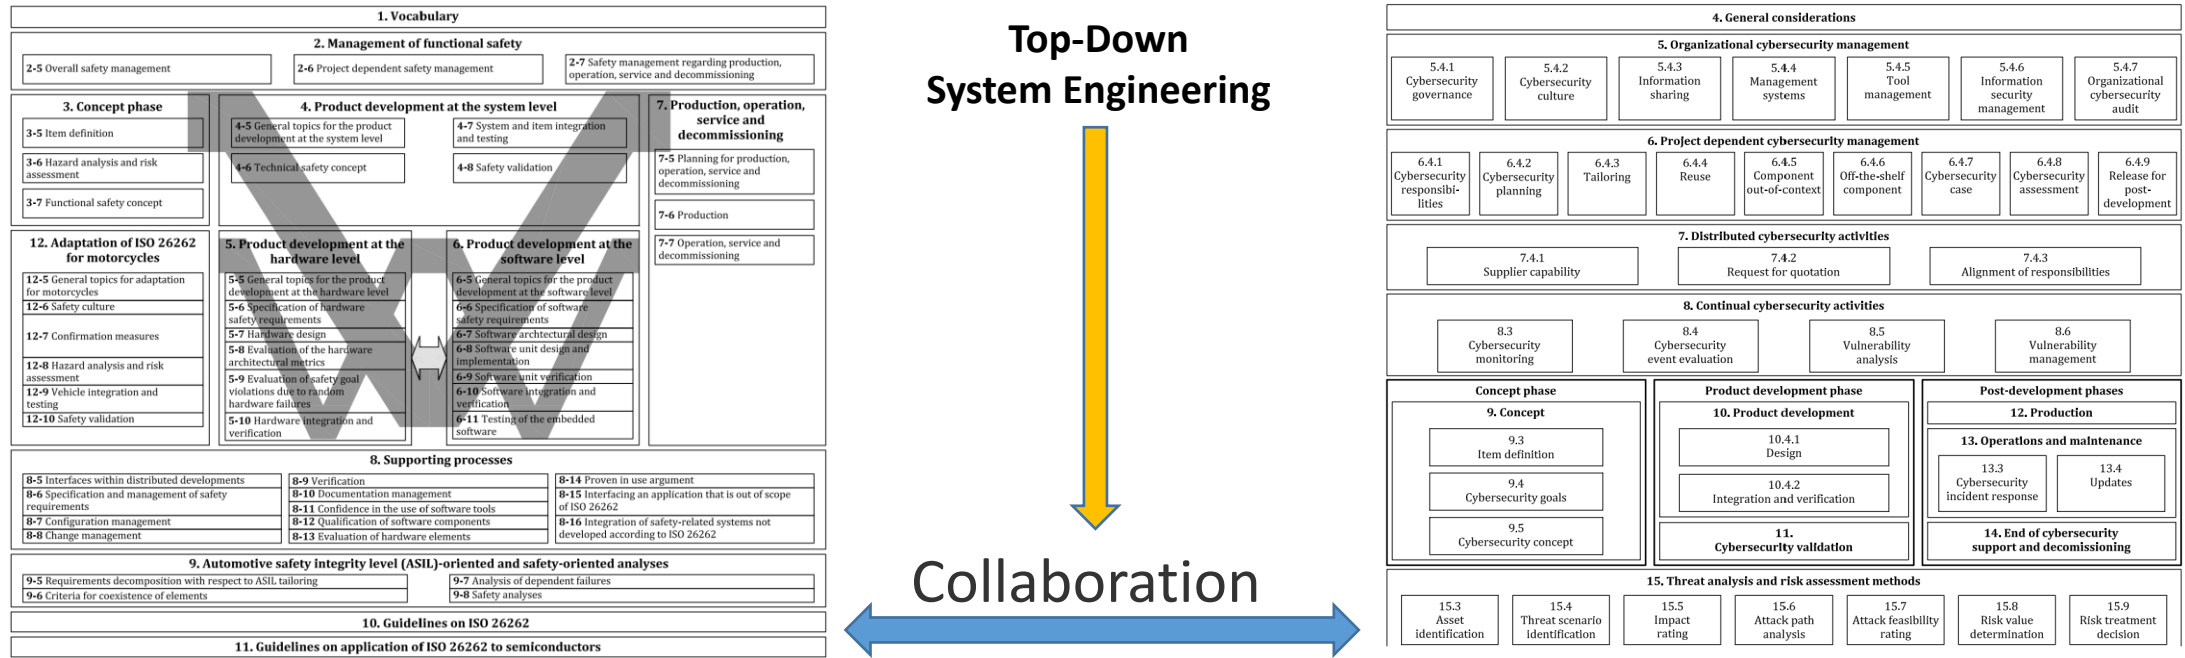 1. Vocabulary
2. Management of functional safety
2-5 Overall safety management
2-6 Project dependent safety management
2-7 Safety management regarding production,
operation, service and decommissioning
3. Concept phase
3-5 Item definition
3-6 Hazard analysis and risk
assessment
3-7 Functional safety concept
4. Product development at the system level
4-5 General topics for the product
development at the system level
4-6 Technical safety concept
4-7 System and item integration
and testing
4-8 Safety validation
7. Production, operation,
service and
decommissioning
7-5 Planning for production,
operation, service and
decommissioning
7-6 Production
7-7 Operation, service and
decommissioning
12. Adaptation of ISO 26262
for motorcycles
12-5 General topics for adaptation
for motorcycles
12-6 Safety culture
12-7 Confirmation measures
12-8 Hazard analysis and risk
assessment
12-9 Vehicle integration and
testing
12-10 Safety validation
5. Product development at the
hardware level
5-5 General topics for the product
development at the hardware level
5-6 Specification of hardware
safety requirements
5-7 Hardware design
5-8 Evaluation of the hardware
architectural metrics
5-9 Evaluation of safety goal
violations due to random
hardware failures
5-10 Hardware integration and
verification
6. Product development at the
software level
6-5 General topics for the product
development at the software level
6-6 Specification of software
safety requirements
6-7 Software archtectural design
6-8 Software unit design and
implementation
6-9 Software unit verification
6-10 Software integration and
verification
6-11 Testing of the embedded
software
8. Supporting processes
8-5 Interfaces within distributed developments
8-6 Specification and management of safety
requirements
8-7 Configuration management
8-8 Change management
8-9 Verification
8-10 Documentation management
8-11 Confidence in the use of software tools
8-12 Qualification of software components
8-13 Evaluation of hardware elements
8-14 Proven in use argument
8-15 Interfacing an application that is out of scope
of ISO 26262
8-16 Integration of safety-related systems not
developed according to ISO 26262
9. Automotive safety integrity level (ASIL)-oriented and safety-oriented analyses
9-5 Requirements decomposition with respect to ASIL tailoring
9-6 Criteria for coexistence of elements
9-7 Analysis of dependent failures
9-8 Safety analyses
10. Guidelines on ISO 26262
11. Guidelines on application of ISO 26262 to semiconductors
Top-Down
System Engineering
Collaboration
4. General considerations
5. Organizational cybersecurity management
5.4.1
Cybersecurity
governance
5.4.2
Cybersecurity
culture
5.4.3
Information
sharing
5.4.4
Management
systems
5.4.5
Tool
management
5.4.6
Information
security
management
5.4.7
Organizational
cybersecurity
audit
6. Project dependent cybersecurity management
6.4.1
Cybersecurity
responsibi-
lities
6.4.2
Cybersecurity
planning
6.4.3
Tailoring
6.4.4
Reuse
6.4.5
Component
out-of-context
6.4.6
Off-the-shelf
component
6.4.7
Cybersecurity
case
6.4.8
Cybersecurity
assessment
6.4.9
Release for
post-
development
7. Distributed cybersecurity activities
7.4.1
Supplier capability
7.4.2
Request for quotation
7.4.3
Alignment of responsibilities
8. Continual cybersecurity activities
8.3
Cybersecurity
monitoring
8.4
Cybersecurity
event evaluation
8.5
Vulnerability
analysis
8.6
Vulnerability
management
Concept phase
9. Concept
9.3
Item definition
9.4
Cybersecurity goals
9.5
Cybersecurity concept
Product development phase
10. Product development
10.4.1
Design
10.4.2
Integration and verification
11.
Cybersecurity validation
Post-development phases
12. Production
13. Operations and maintenance
13.3
Cybersecurity
incident response
13.4
Updates
14. End of cybersecurity
support and decomissioning
15. Threat analysis and risk assessment methods
15.3
Asset
identification
15.4
Threat scenario
identification
15.5
Impact
rating
15.6
Attack path
analysis
15.7
Attack feasibility
rating
15.8
Risk value
determination
15.9
Risk treatment
decision